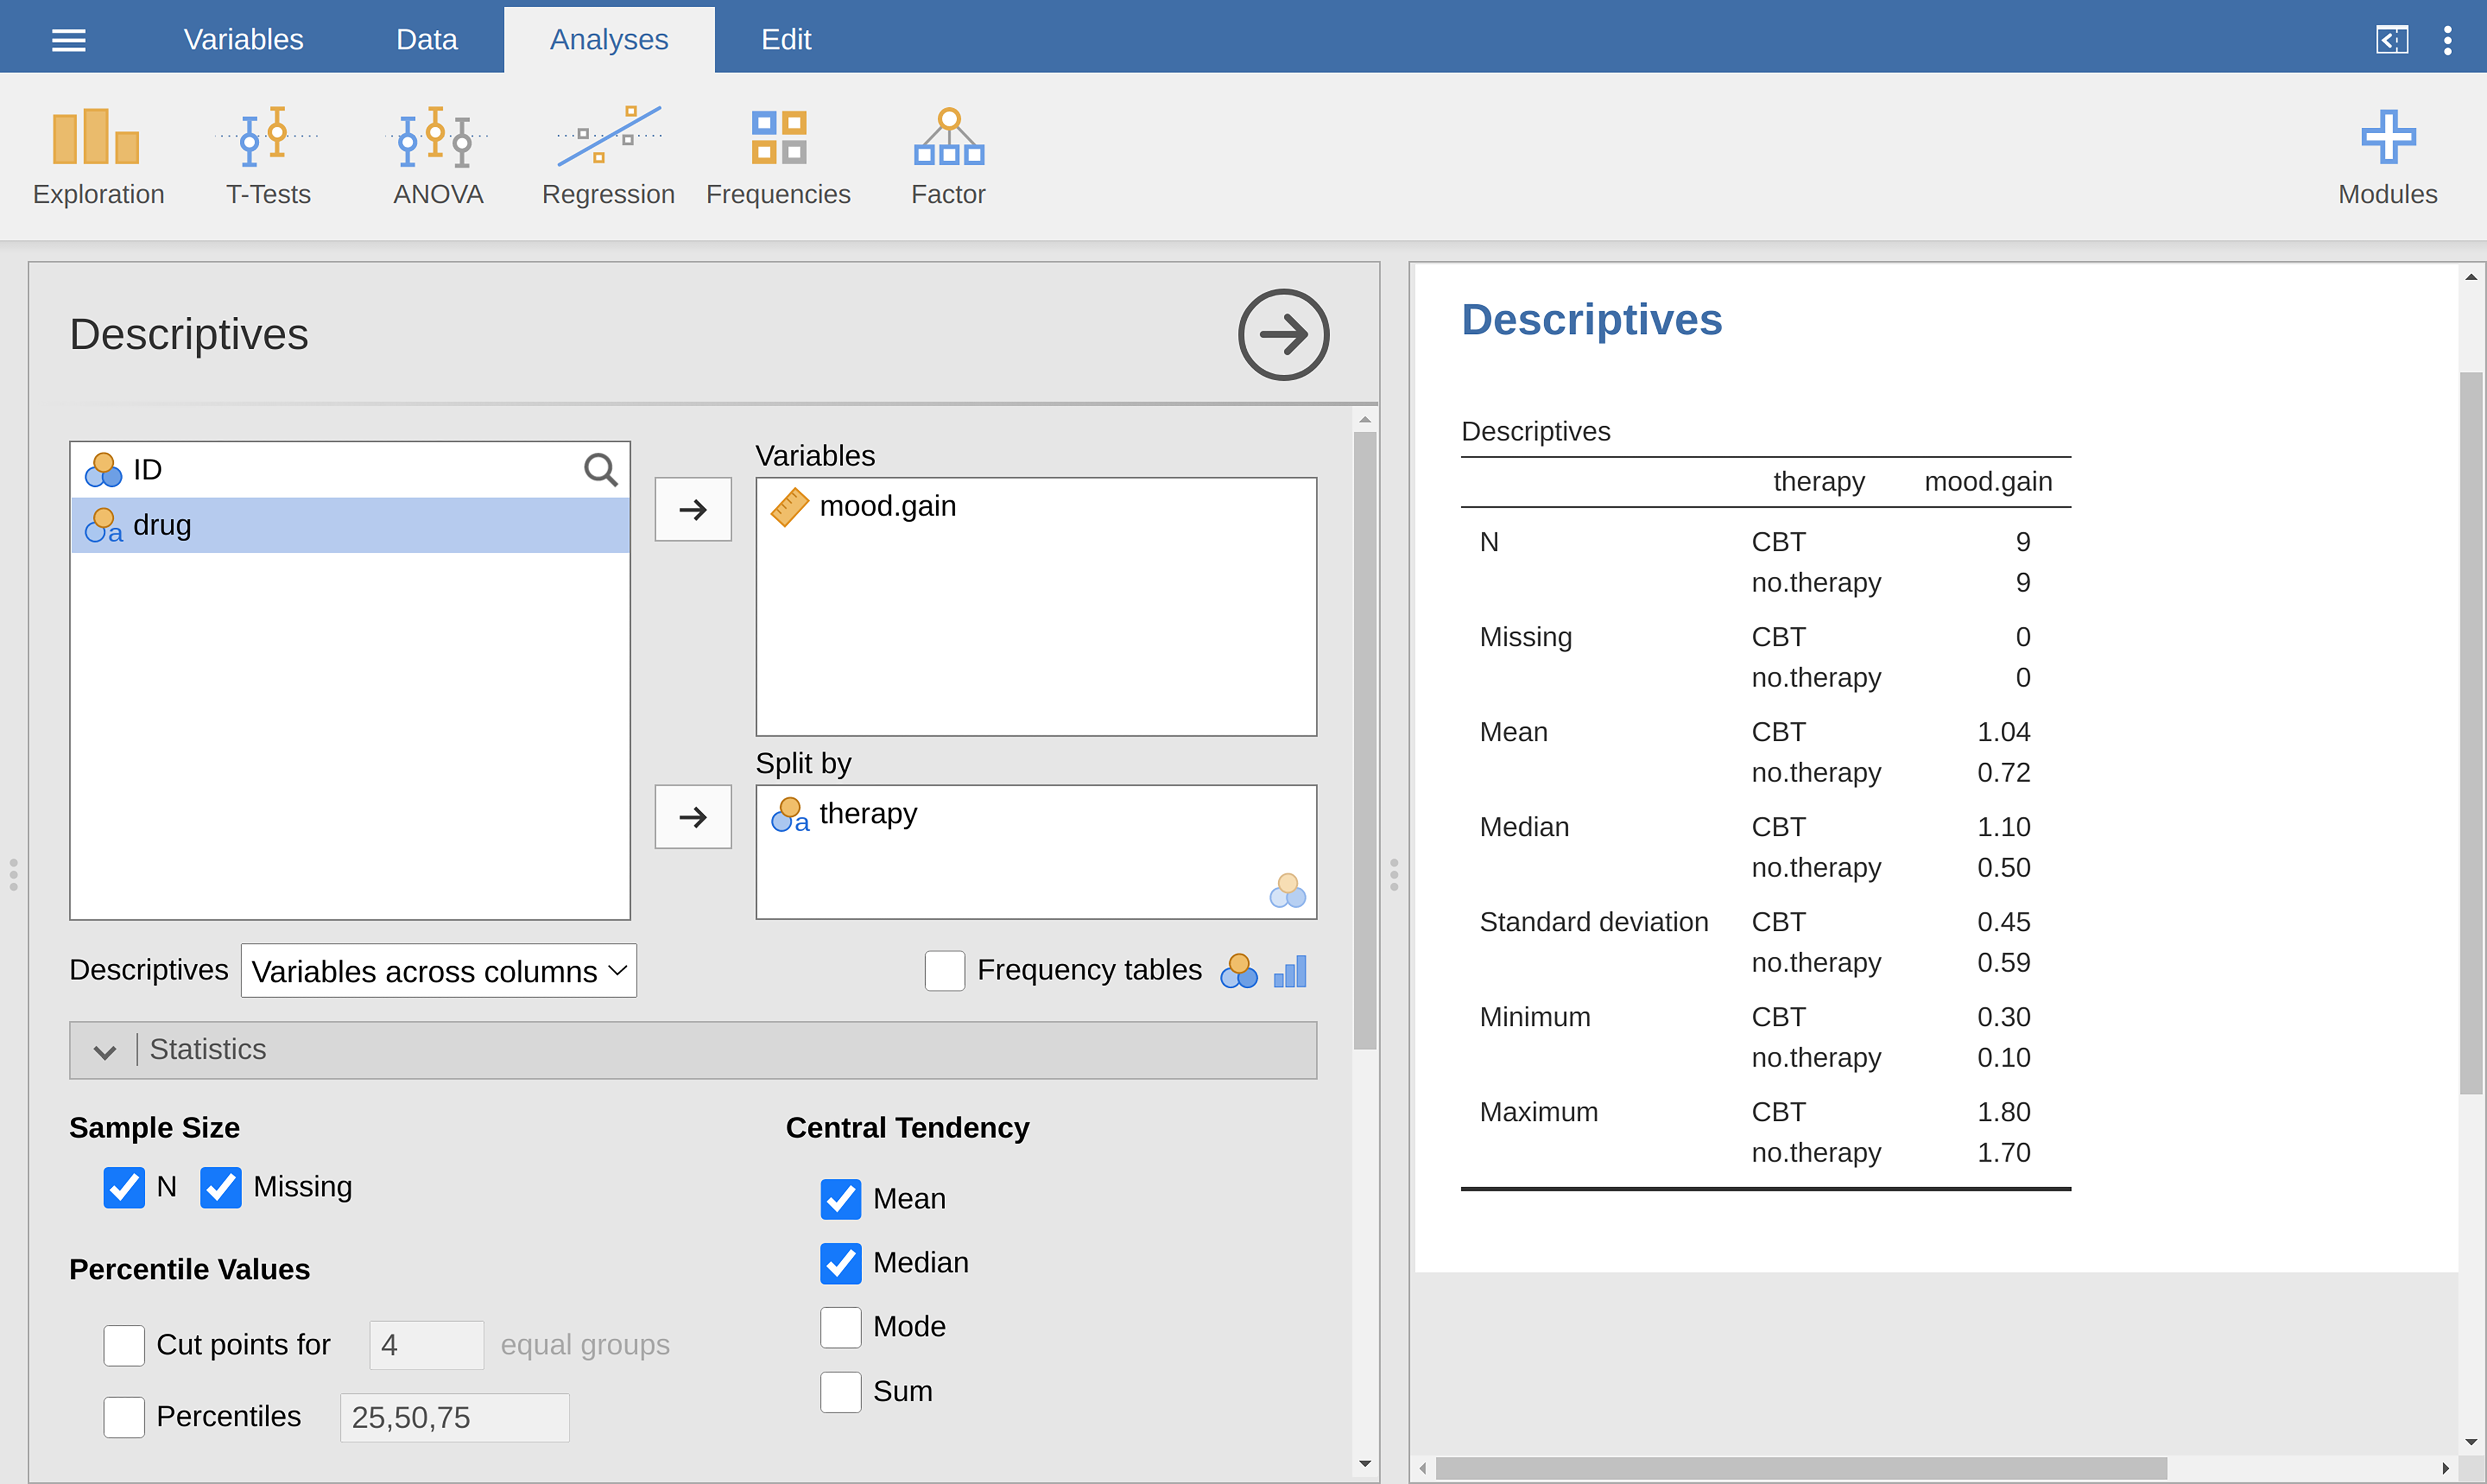 Variables Data Analyses Edit
Exploration T-Tests ANOVA Regression Frequencies Factor Modules
Descriptives
ID
a drug
Variables
mood.gain
Split by
a therapy
Descriptives Variables across columns Frequency tables
Statistics
Sample Size
N Missing
Percentile Values
Cut points for 4 equal groups
Percentiles 25,50,75
Central Tendency
Mean
Median
Mode
Sum
Descriptives
Descriptives
therapy mood.gain
N CBT 9
no.therapy 9
Missing CBT 0
no.therapy 0
Mean CBT 1.04
no.therapy 0.72
Median CBT 1.10
no.therapy 0.50
Standard deviation CBT 0.45
no.therapy 0.59
Minimum CBT 0.30
no.therapy 0.10
Maximum CBT 1.80
no.therapy 1.70